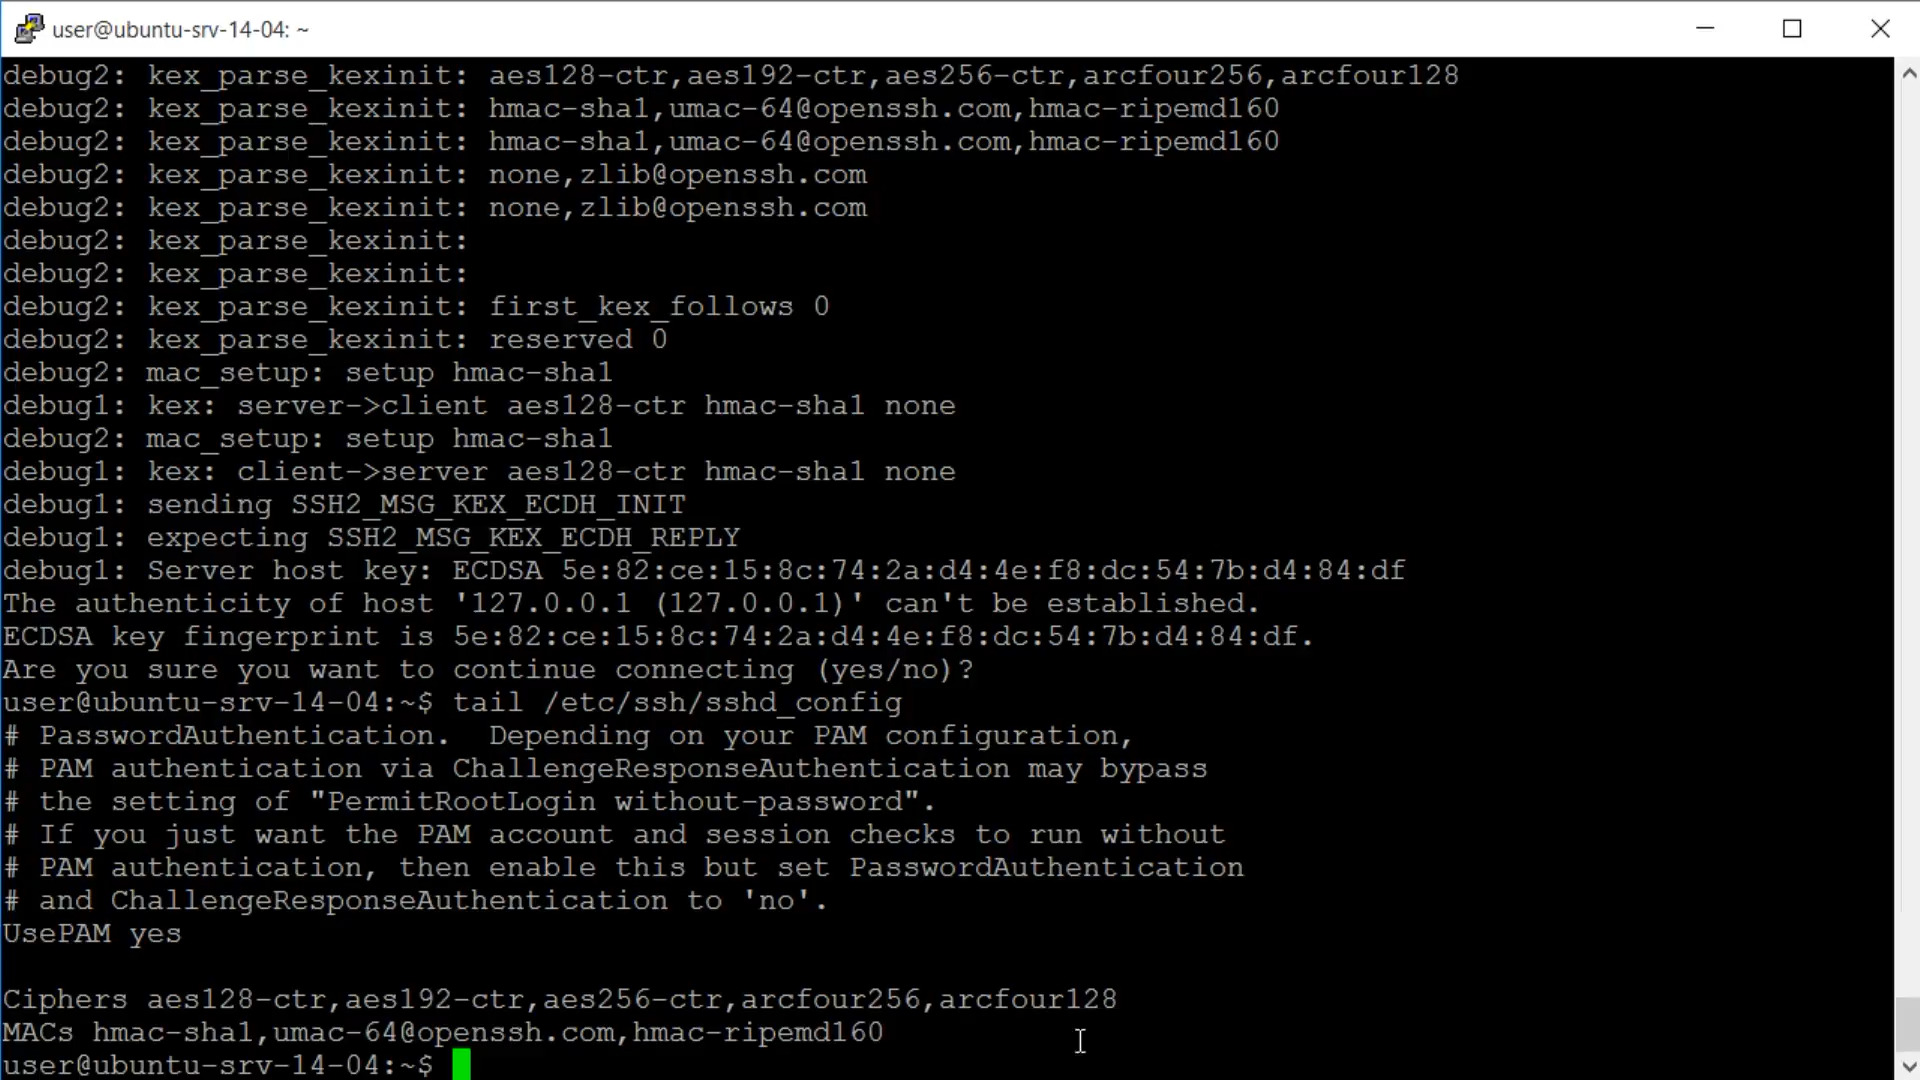 user@ubuntu-srv-14-04: ~
debug2: kex_parse_kexinit: aes128-ctr,aes192-ctr,aes256-ctr,arcfour256,arcfour128
debug2: kex_parse_kexinit: hmac-sha1,umac-64@openssh.com,hmac-ripemd160
debug2: kex_parse_kexinit: hmac-sha1,umac-64@openssh.com,hmac-ripemd160
debug2: kex_parse_kexinit: none,zlib@openssh.com
debug2: kex_parse_kexinit: none,zlib@openssh.com
debug2: kex_parse_kexinit:
debug2: kex_parse_kexinit:
debug2: kex_parse_kexinit: first_kex_follows 0
debug2: kex_parse_kexinit: reserved 0
debug2: mac_setup: setup hmac-sha1
debug1: kex: server->client aes128-ctr hmac-sha1 none
debug2: mac_setup: setup hmac-sha1
debug1: kex: client->server aes128-ctr hmac-sha1 none
debug1: sending SSH2_MSG_KEX_ECDH_INIT
debug1: expecting SSH2_MSG_KEX_ECDH_REPLY
debug1: Server host key: ECDSA 5e:82:ce:15:8c:74:2a:d4:4e:f8:dc:54:7b:d4:84:df
The authenticity of host '127.0.0.1 (127.0.0.1)' can't be established.
ECDSA key fingerprint is 5e:82:ce:15:8c:74:2a:d4:4e:f8:dc:54:7b:d4:84:df.
Are you sure you want to continue connecting (yes/no)?
user@ubuntu-srv-14-04:~$ tail /etc/ssh/sshd_config
# PasswordAuthentication.  Depending on your PAM configuration,
# PAM authentication via ChallengeResponseAuthentication may bypass
# the setting of "PermitRootLogin without-password".
# If you just want the PAM account and session checks to run without
# PAM authentication, then enable this but set PasswordAuthentication
# and ChallengeResponseAuthentication to 'no'.
UsePAM yes
Ciphers aes128-ctr,aes192-ctr,aes256-ctr,arcfour256,arcfour128
MACs hmac-sha1,umac-64@openssh.com,hmac-ripemd160
user@ubuntu-srv-14-04:~$